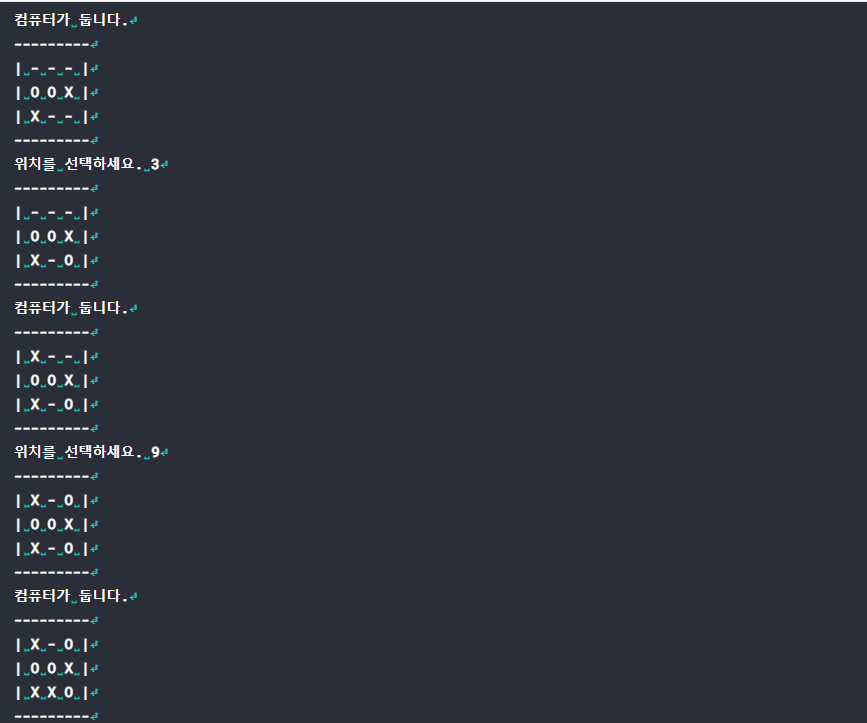 컴퓨터가 둡니다.
---------
| - - - |
| O O X |
| X - - |
---------
위치를 선택하세요. 3
---------
| - - - |
| O O X |
| X - O |
---------
컴퓨터가 둡니다.
---------
| X - - |
| O O X |
| X - O |
---------
위치를 선택하세요. 9
---------
| X - O |
| O O X |
| X - O |
---------
컴퓨터가 둡니다.
---------
| X - O |
| O O X |
| X X O |
---------